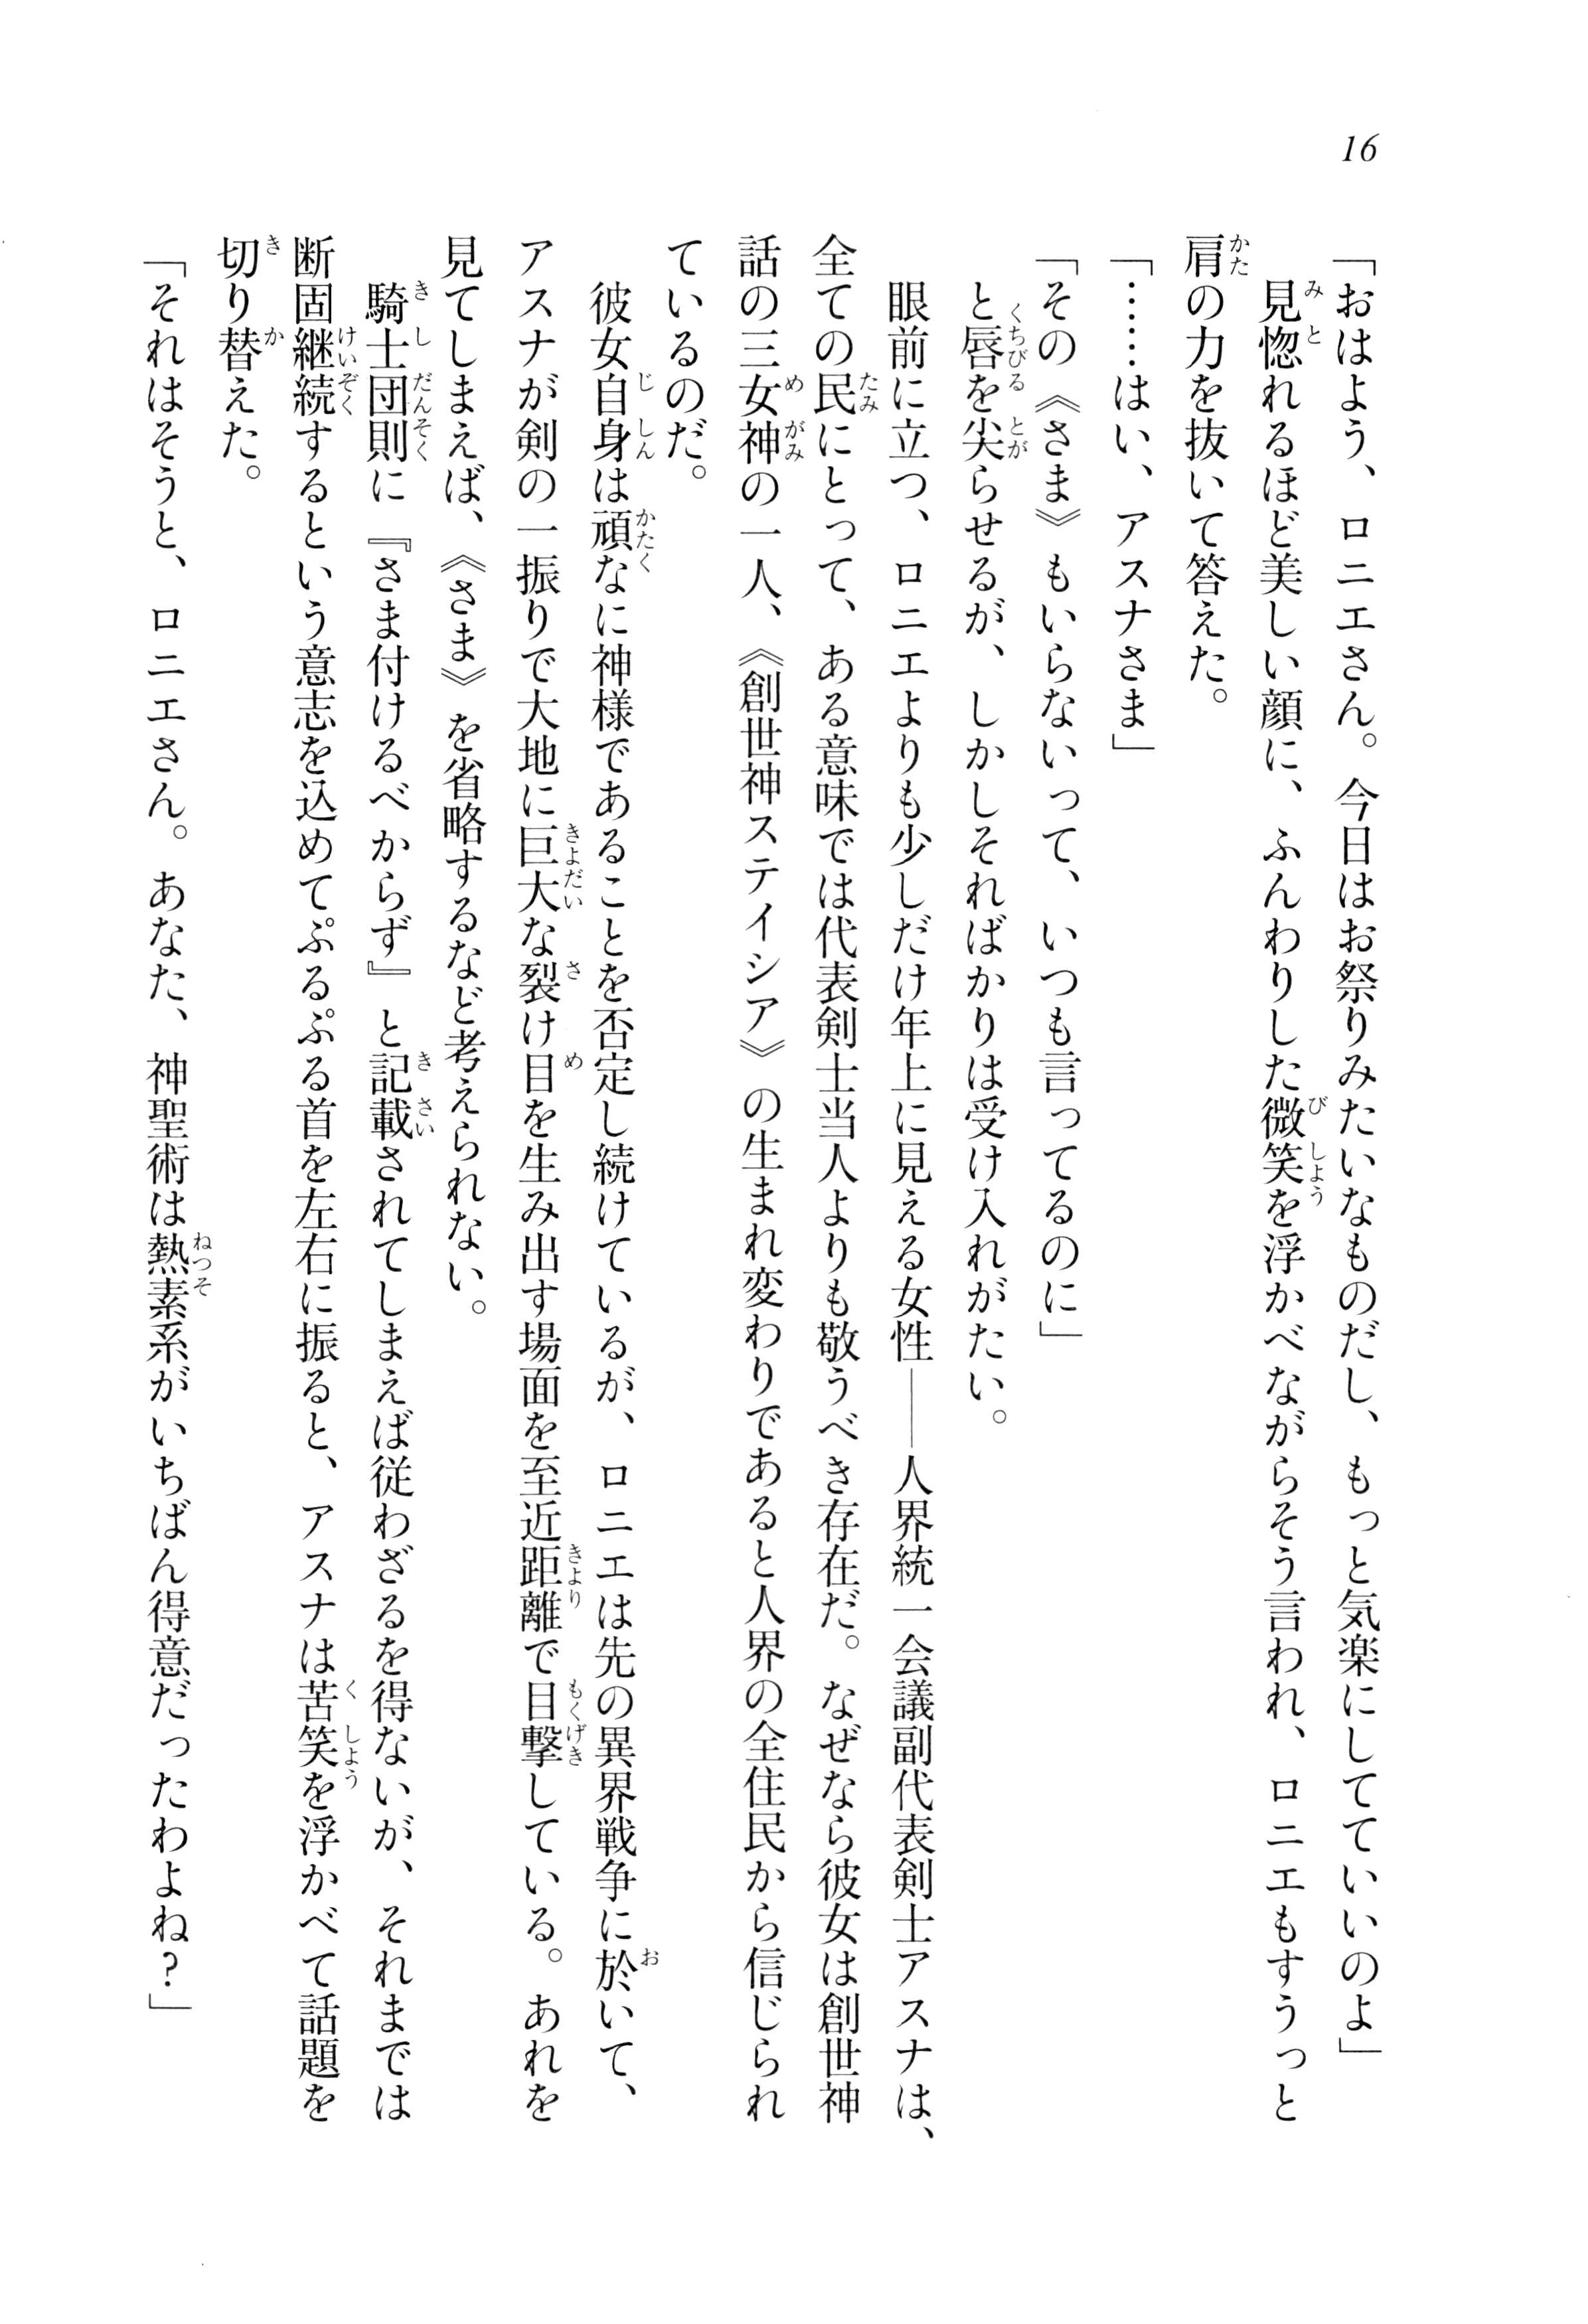 16
「おはよう、ロニエさん。今日はお祭りみたいなものだし、もっと気楽にしてていいのよ」
見惚れるほど美しい顔に、ふんわりした微笑を浮かべながらそう言われ、ロニエもすうっと
肩の力を抜いて答えた。
「……はい、アスナさま」
「その《さま》もいらないって、いつも言ってるのに」
と唇を尖らせるが、しかしそればかりは受け入れがたい。
眼前に立つ、ロニエよりも少しだけ年上に見える女性――人界統一会議副代表剣士アスナは、
全ての民にとって、ある意味では代表剣士当人よりも敬うべき存在だ。なぜなら彼女は創世神
話の三女神の一人、《創世神ステイシア》の生まれ変わりであると人界の全住民から信じられ
ているのだ。
彼女自身は頑なに神様であることを否定し続けているが、ロニエは先の異界戦争に於いて、
アスナが剣の一振りで大地に巨大な裂け目を生み出す場面を至近距離で目撃している。あれを
見てしまえば、《さま》を省略するなど考えられない。
騎士団則に『さま付けるべからず』と記載されてしまえば従わざるを得ないが、それまでは
断固継続するという意志を込めてぷるぷる首を左右に振ると、アスナは苦笑を浮かべて話題を
切り替えた。
「それはそうと、ロニエさん。あなた、神聖術は熱素系がいちばん得意だったわよね?」